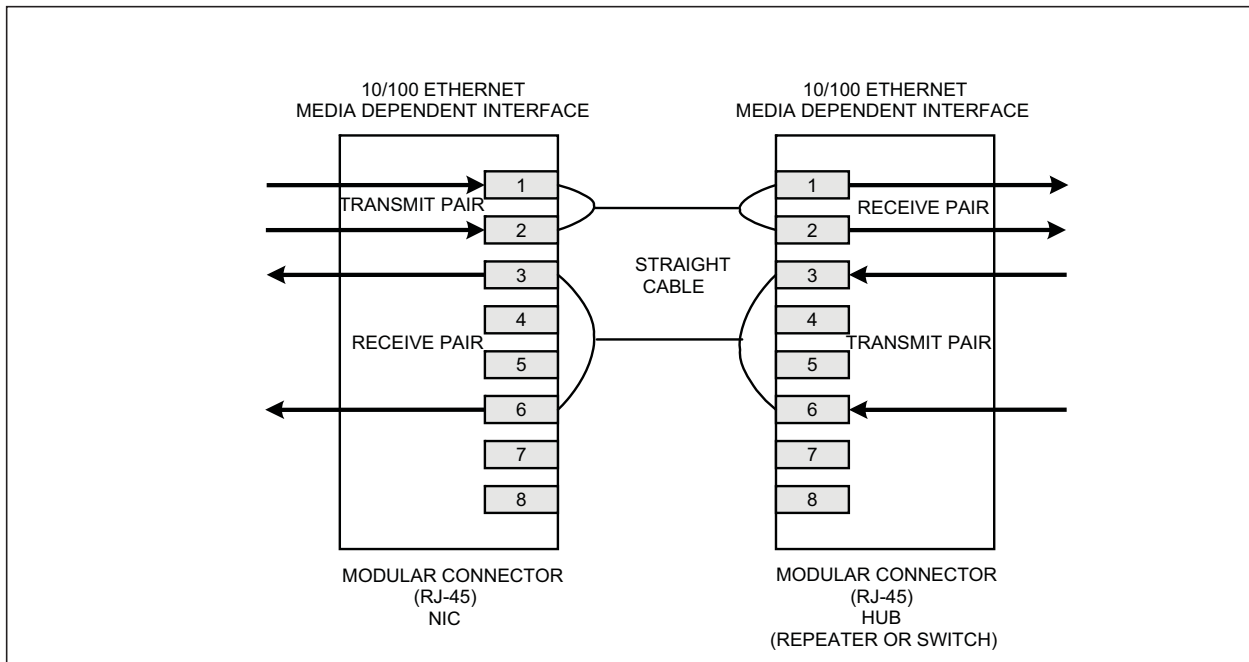 10/100 ETHERNET
MEDIA DEPENDENT INTERFACE
10/100 ETHERNET
MEDIA DEPENDENT INTERFACE
1
TRANSMIT PAIR
2
3
4
RECEIVE PAIR
5
6
7
8
STRAIGHT
CABLE
1
RECEIVE PAIR
2
3
4
TRANSMIT PAIR
5
6
7
8
MODULAR CONNECTOR
(RJ-45)
NIC
MODULAR CONNECTOR
(RJ-45)
HUB
(REPEATER OR SWITCH)